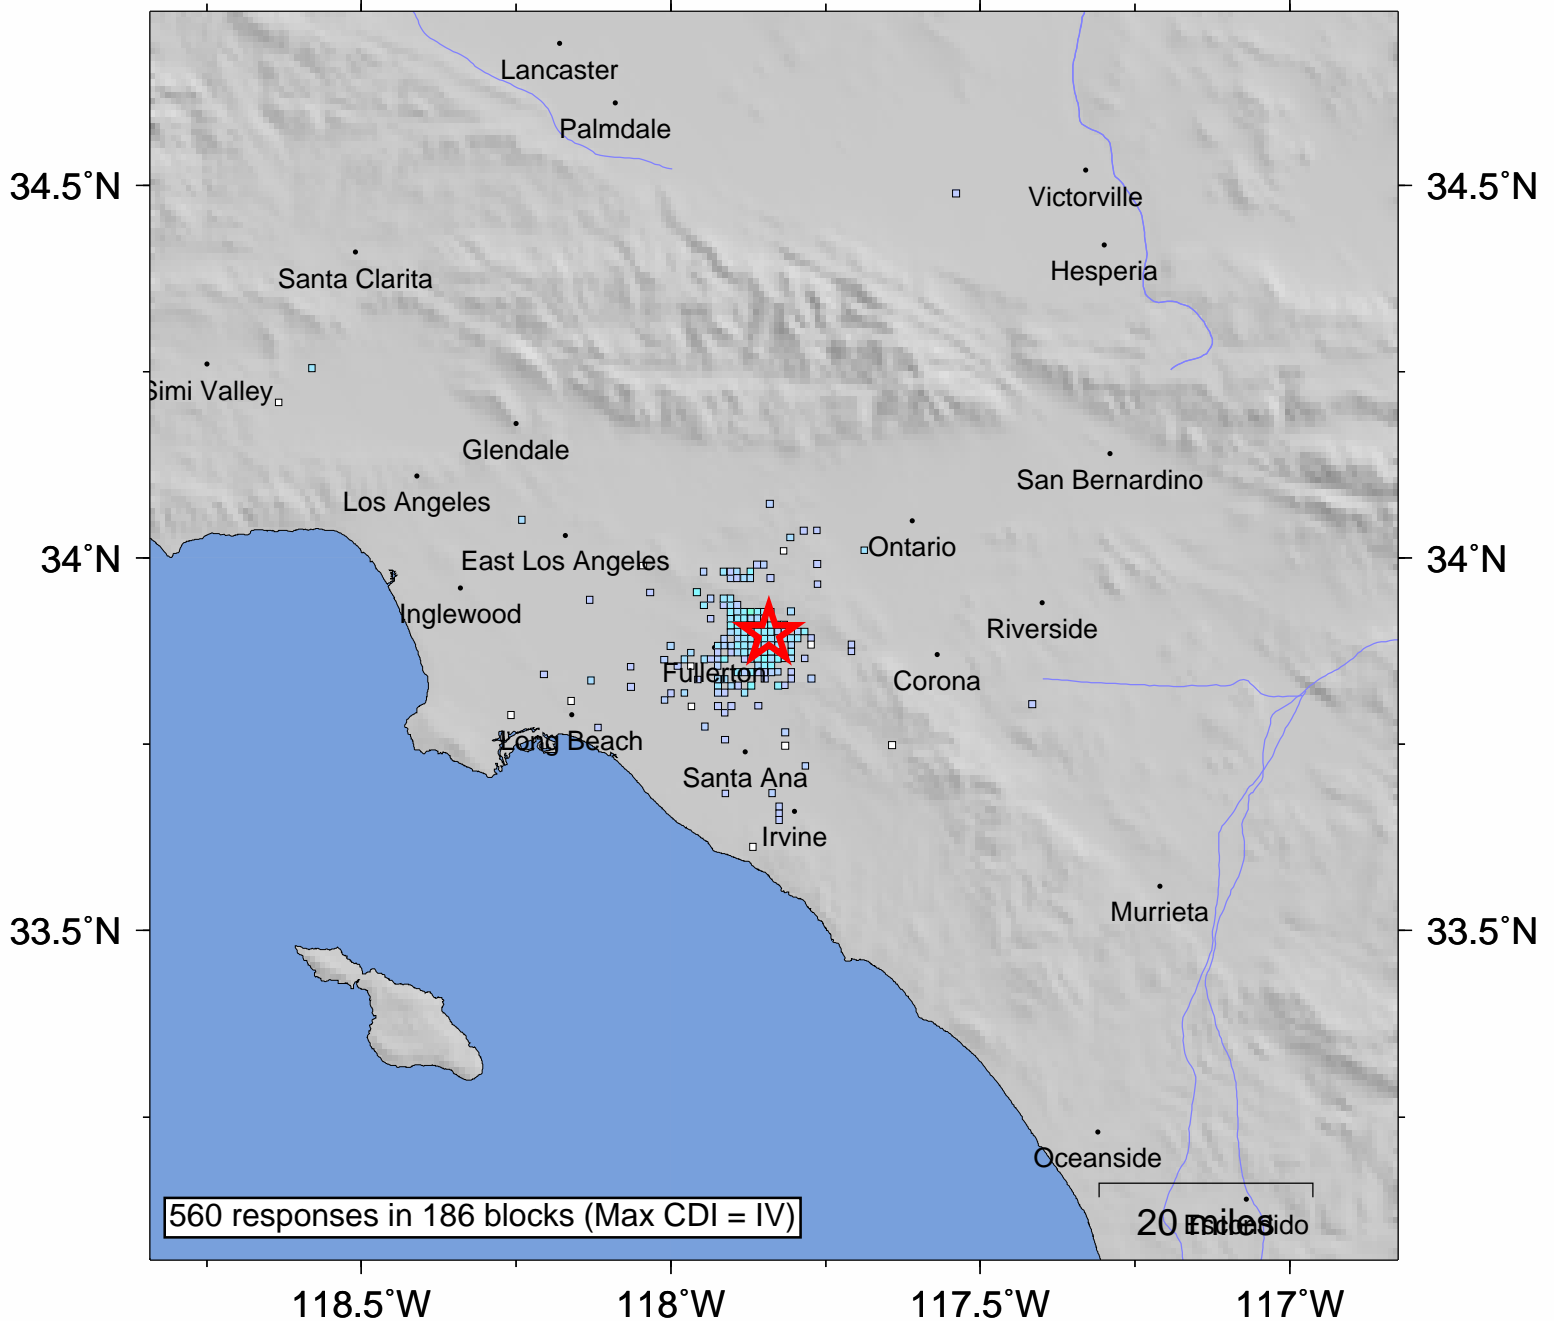 Lancaster
Palmdale
34.5°N
34.5°N
Victorville
Hesperia
Santa Clarita
Simi Valley
Glendale
San Bernardino
Los Angeles
Ontario
34°N
34°N
East Los Angeles
Inglewood
Riverside
Fullerton
Corona
Long Beach
Santa Ana
Irvine
Murrieta
33.5°N
33.5°N
Oceanside
560 responses in 186 blocks (Max CDI = IV)
20 miles
Escondido
118.5°W
118°W
117.5°W
117°W